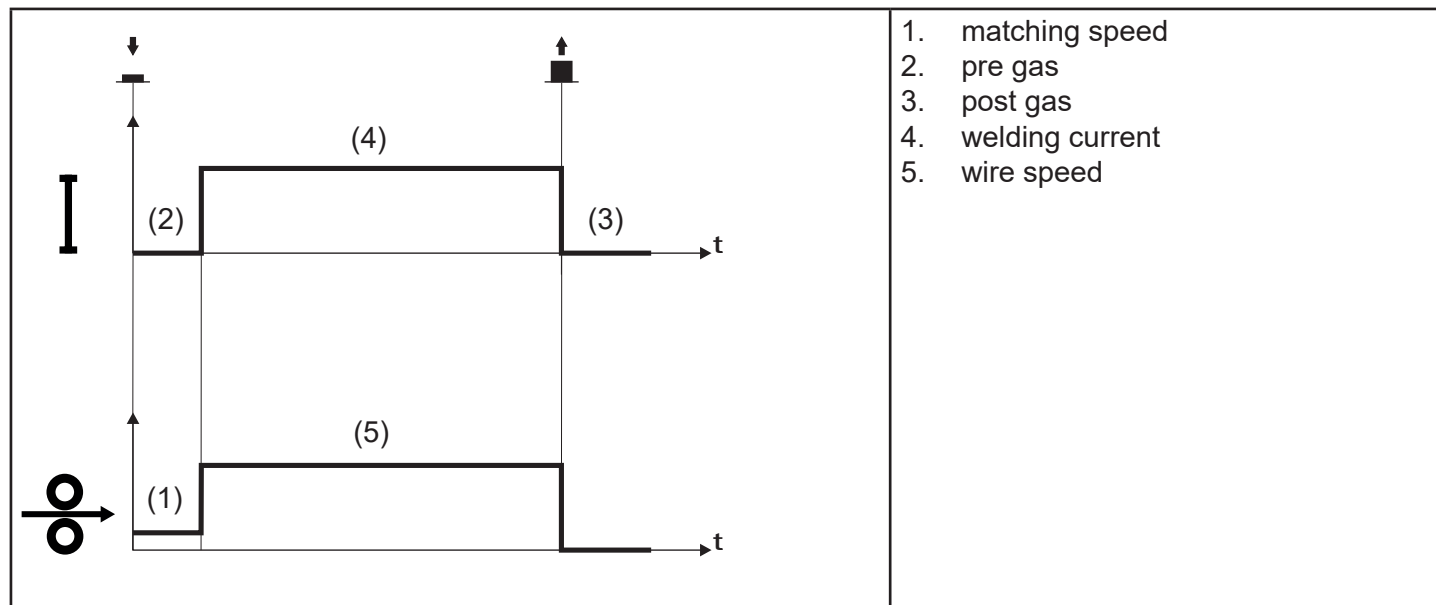 (4)
(2)
(3)
t
(5)
(1)
t
1. matching speed
2. pre gas
3. post gas
4. welding current
5. wire speed